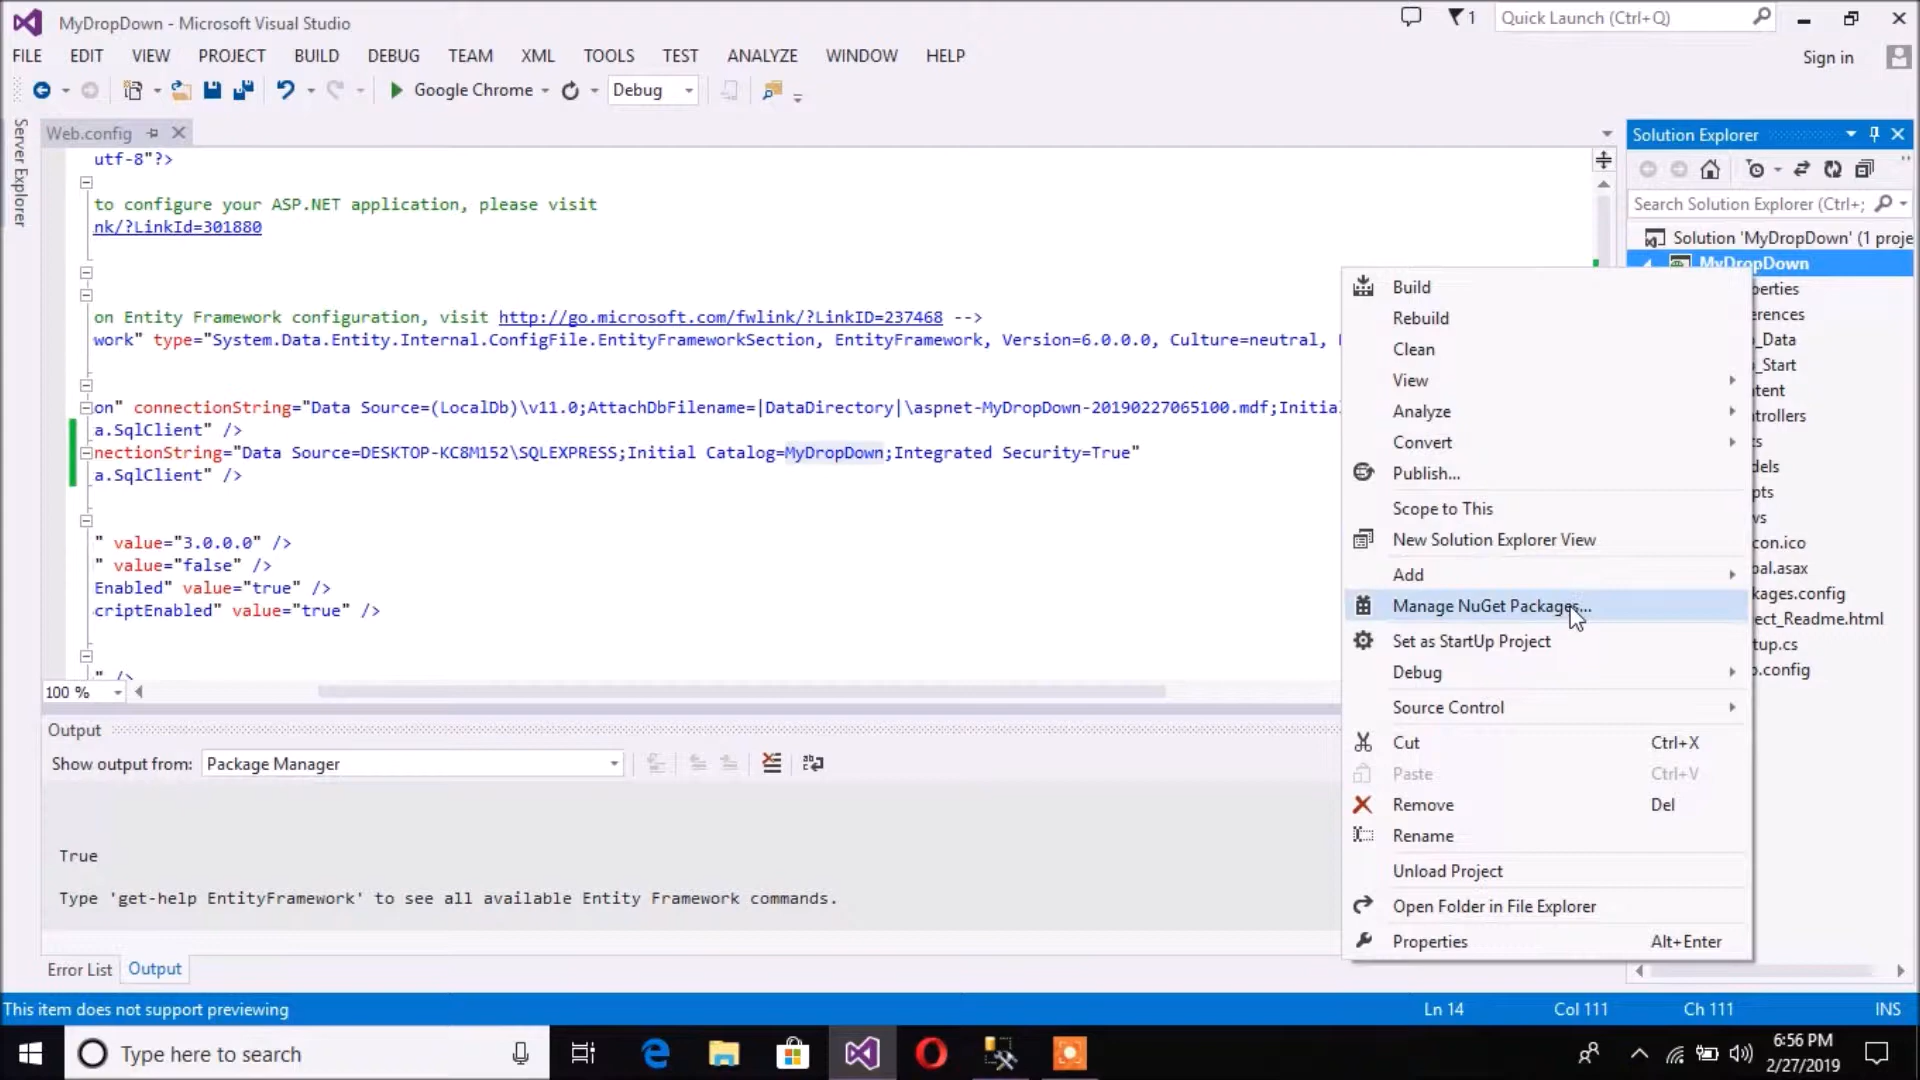 MyDropDown - Microsoft Visual Studio
1
Quick Launch (Ctrl+Q)
FILE EDIT VIEW PROJECT BUILD DEBUG TEAM XML TOOLS TEST ANALYZE WINDOW HELP
Sign in
Google Chrome
Debug
Server Explorer
Web.config
utf-8"?>
to configure your ASP.NET application, please visit
nk/?LinkId=301880
on Entity Framework configuration, visit http://go.microsoft.com/fwlink/?LinkID=237468 -->
work" type="System.Data.Entity.Internal.ConfigFile.EntityFrameworkSection, EntityFramework, Version=6.0.0.0, Culture=neutral,
on" connectionString="Data Source=(LocalDb)\v11.0;AttachDbFilename=|DataDirectory|\aspnet-MyDropDown-20190227065100.mdf;Initial
a.SqlClient" />
nectionString="Data Source=DESKTOP-KC8M152\SQLEXPRESS;Initial Catalog=MyDropDown;Integrated Security=True"
a.SqlClient" />
" value="3.0.0.0" />
" value="false" />
Enabled" value="true" />
criptEnabled" value="true" />
" />
100 %
Output
Show output from: Package Manager
True
Type 'get-help EntityFramework' to see all available Entity Framework commands.
Error List
Output
Solution Explorer
Search Solution Explorer (Ctrl+;
Solution 'MyDropDown' (1 proje
MyDropDown
perties
erences
_Data
_Start
tent
trollers
ts
dels
pts
ws
con.ico
bal.asax
kages.config
ect_Readme.html
tup.cs
b.config
Build
Rebuild
Clean
View
Analyze
Convert
Publish...
Scope to This
New Solution Explorer View
Add
Manage NuGet Packages...
Set as StartUp Project
Debug
Source Control
Cut Ctrl+X
Paste Ctrl+V
Remove Del
Rename
Unload Project
Open Folder in File Explorer
Properties Alt+Enter
This item does not support previewing
Ln 14
Col 111
Ch 111
INS
Type here to search
6:56 PM
2/27/2019